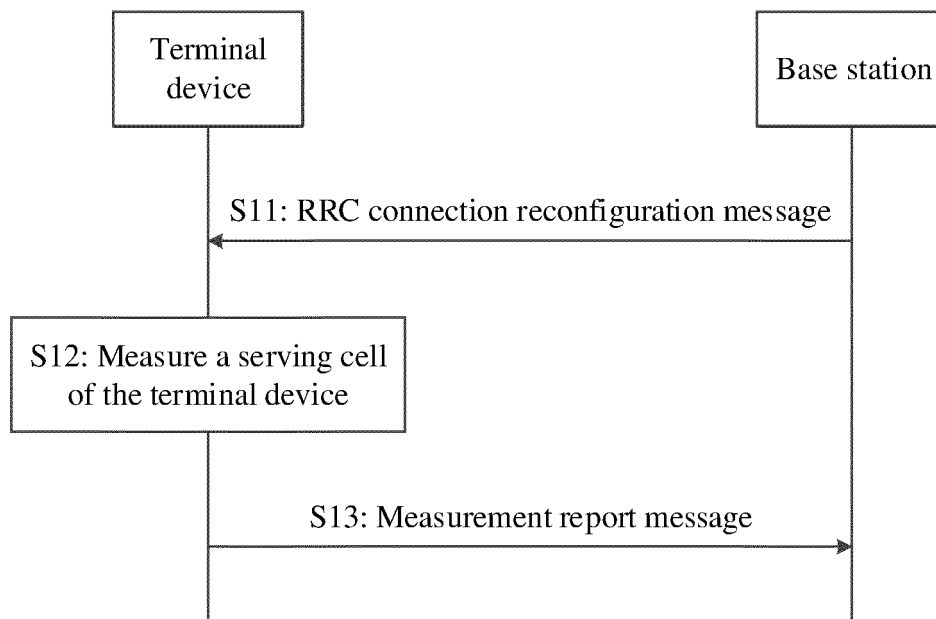 Terminal
device
Base station
S11: RRC connection reconfiguration message
S12: Measure a serving cell
of the terminal device
S13: Measurement report message